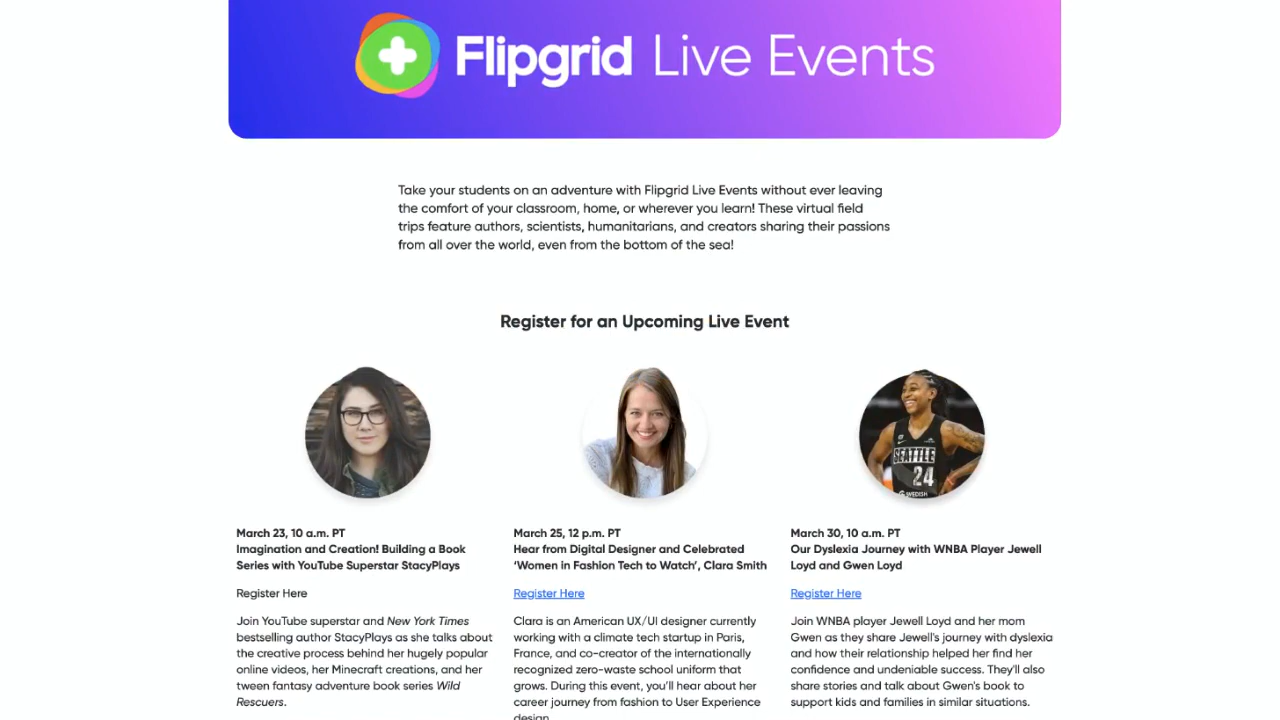 Flipgrid Live Events
Take your students on an adventure with Flipgrid Live Events without ever leaving
the comfort of your classroom, home, or wherever you learn! These virtual field
trips feature authors, scientists, humanitarians, and creators sharing their passions
from all over the world, even from the bottom of the sea!
Register for an Upcoming Live Event
SEATTLE
24
SWEDISH
March 23, 10 a.m. PT
Imagination and Creation! Building a Book
Series with YouTube Superstar StacyPlays
Register Here
Join YouTube superstar and New York Times
bestselling author StacyPlays as she talks about
the creative process behind her hugely popular
online videos, her Minecraft creations, and her
tween fantasy adventure book series Wild
Rescuers.
March 25, 12 p.m. PT
Hear from Digital Designer and Celebrated
‘Women in Fashion Tech to Watch’, Clara Smith
Register Here
Clara is an American UX/UI designer currently
working with a climate tech startup in Paris,
France, and co-creator of the internationally
recognized zero-waste school uniform that
grows. During this event, you’ll hear about her
career journey from fashion to User Experience
design.
March 30, 10 a.m. PT
Our Dyslexia Journey with WNBA Player Jewell
Loyd and Gwen Loyd
Register Here
Join WNBA player Jewell Loyd and her mom
Gwen as they share Jewell's journey with dyslexia
and how their relationship helped her find her
confidence and undeniable success. They'll also
share stories and talk about Gwen's book to
support kids and families in similar situations.